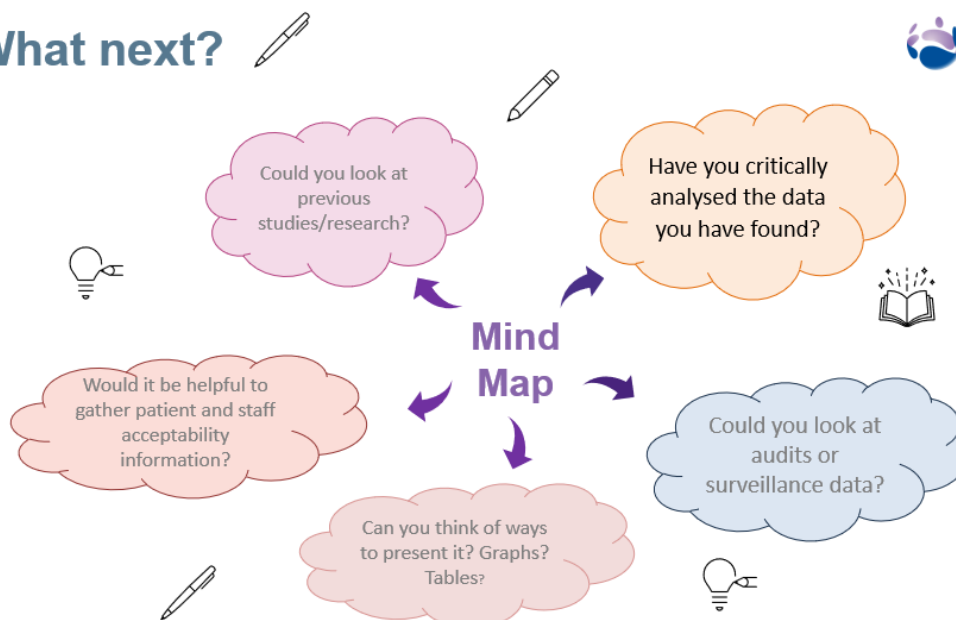 What next?
Could you look at
previous
studies/research?
Have you critically
analysed the data
you have found?
Mind
Map
Would it be helpful to
gather patient and staff
acceptability
information?
Could you look at
audits or
surveillance data?
Can you think of ways
to present it? Graphs?
Tables?